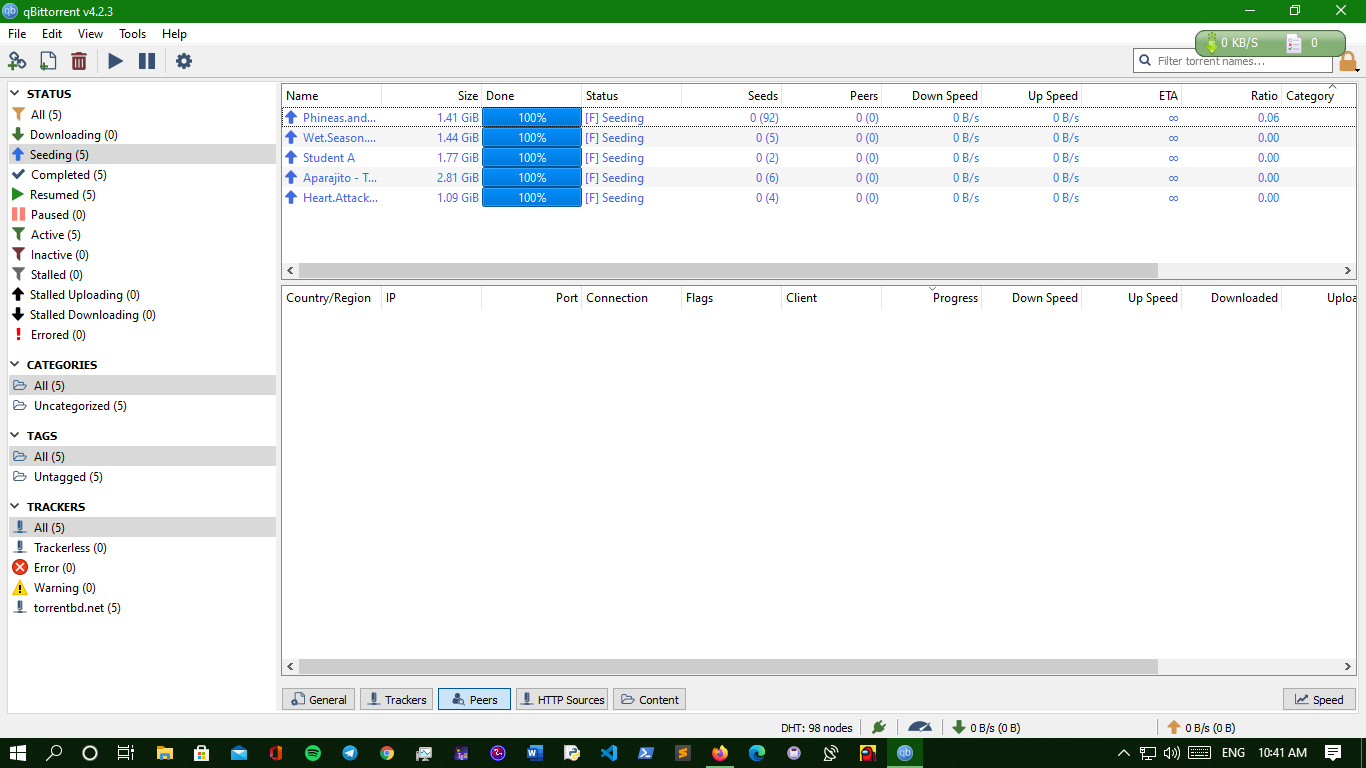 qBittorrent v4.2.3
File Edit View Tools Help
0 KB/S 0
Filter torrent names...
STATUS
All (5)
Downloading (0)
Seeding (5)
Completed (5)
Resumed (5)
Paused (0)
Active (5)
Inactive (0)
Stalled (0)
Stalled Uploading (0)
Stalled Downloading (0)
Errored (0)
CATEGORIES
All (5)
Uncategorized (5)
TAGS
All (5)
Untagged (5)
TRACKERS
All (5)
Trackerless (0)
Error (0)
Warning (0)
torrentbd.net (5)
Name Size Done Status Seeds Peers Down Speed Up Speed ETA Ratio Category
Phineas.and... 1.41 GiB 100% [F] Seeding 0 (92) 0 (0) 0 B/s 0 B/s ∞ 0.06
Wet.Season.... 1.44 GiB 100% [F] Seeding 0 (5) 0 (0) 0 B/s 0 B/s ∞ 0.00
Student A 1.77 GiB 100% [F] Seeding 0 (2) 0 (0) 0 B/s 0 B/s ∞ 0.00
Aparajito - T... 2.81 GiB 100% [F] Seeding 0 (6) 0 (0) 0 B/s 0 B/s ∞ 0.00
Heart.Attack... 1.09 GiB 100% [F] Seeding 0 (4) 0 (0) 0 B/s 0 B/s ∞ 0.00
Country/Region IP Port Connection Flags Client Progress Down Speed Up Speed Downloaded Uploa
General Trackers Peers HTTP Sources Content Speed
DHT: 98 nodes 0 B/s (0 B) 0 B/s (0 B)
ENG 10:41 AM